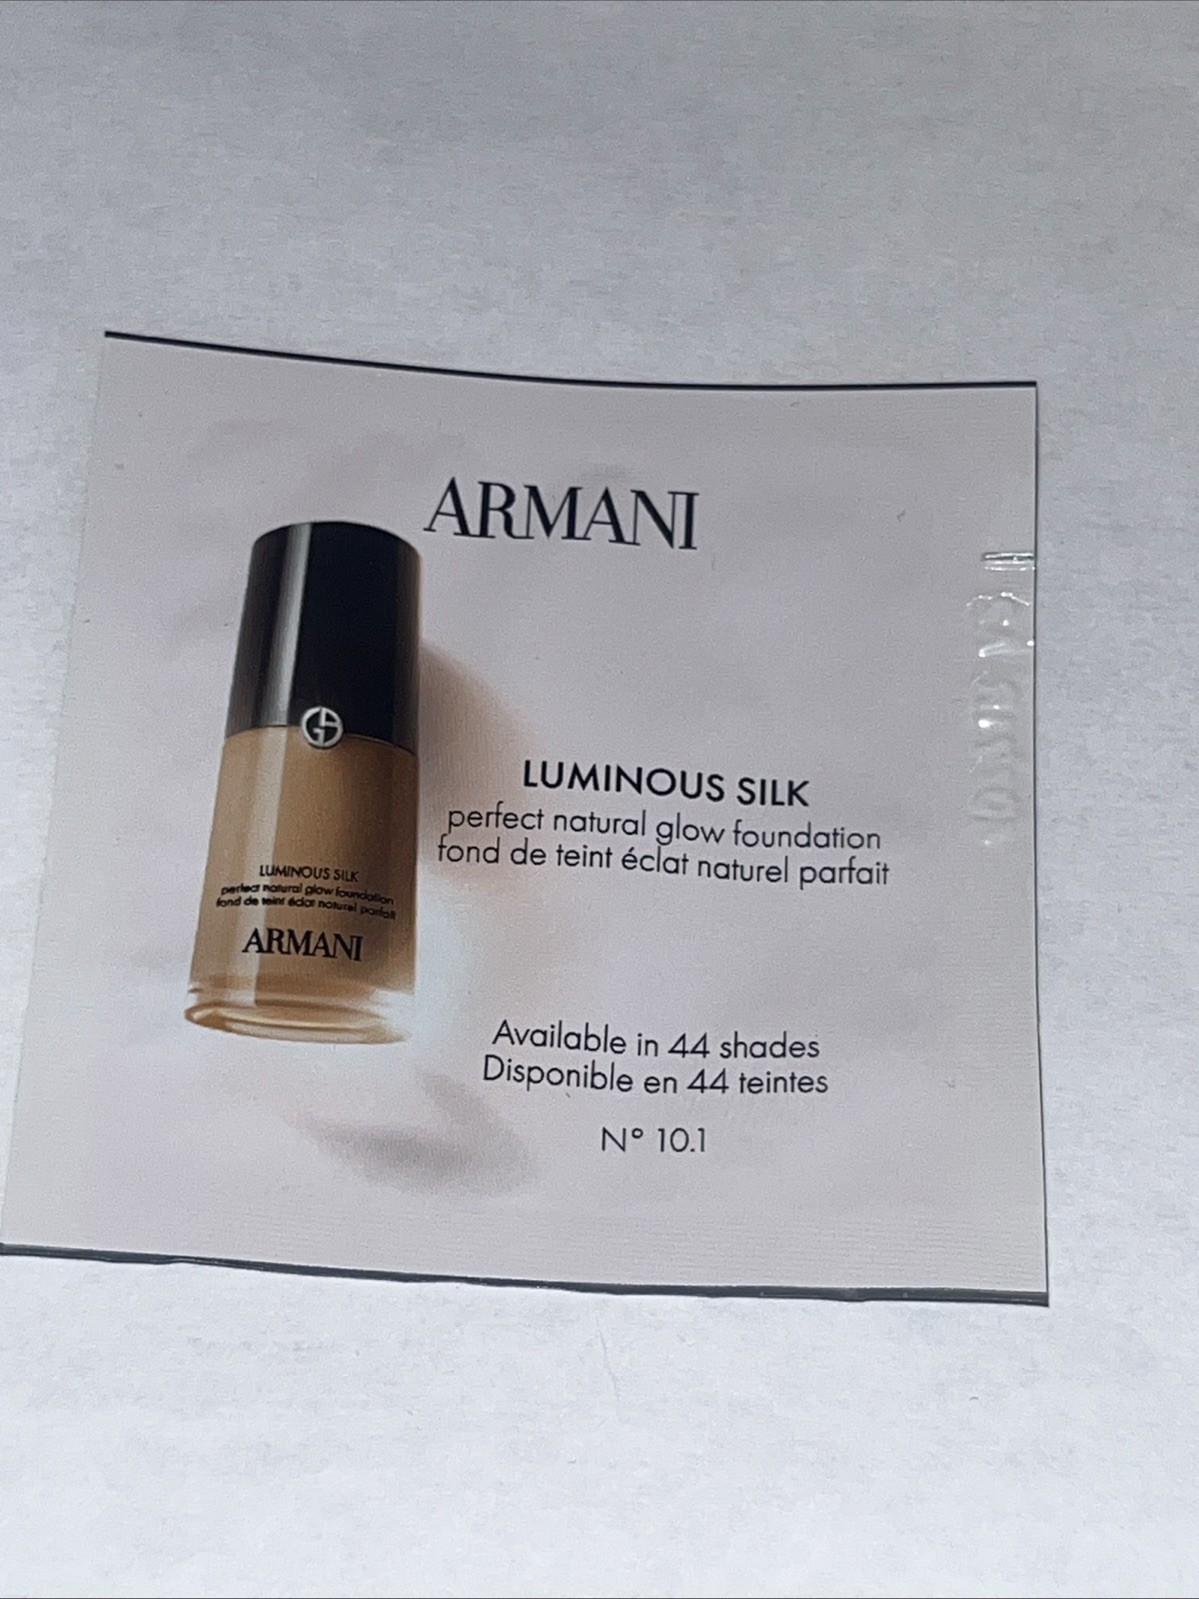 ARMANI
LUMINOUS SILK
perfect natural glow foundation
fond de teint éclat naturel parfait
LUMINOUS SILK
perfect natural glow foundation
fond de teint éclat naturel parfait
ARMANI
Available in 44 shades
Disponible en 44 teintes
N° 10.1